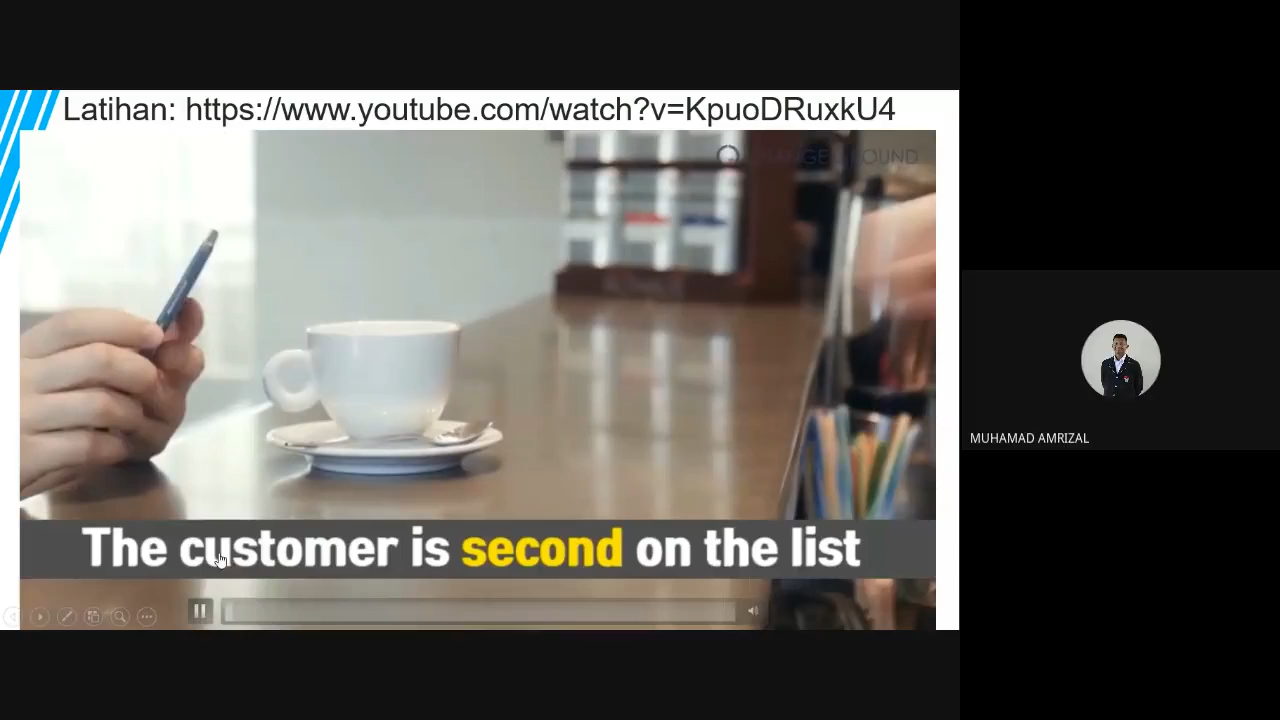 Latihan: https://www.youtube.com/watch?v=KpuoDRuxkU4
The customer is second on the list
MUHAMAD AMRIZAL